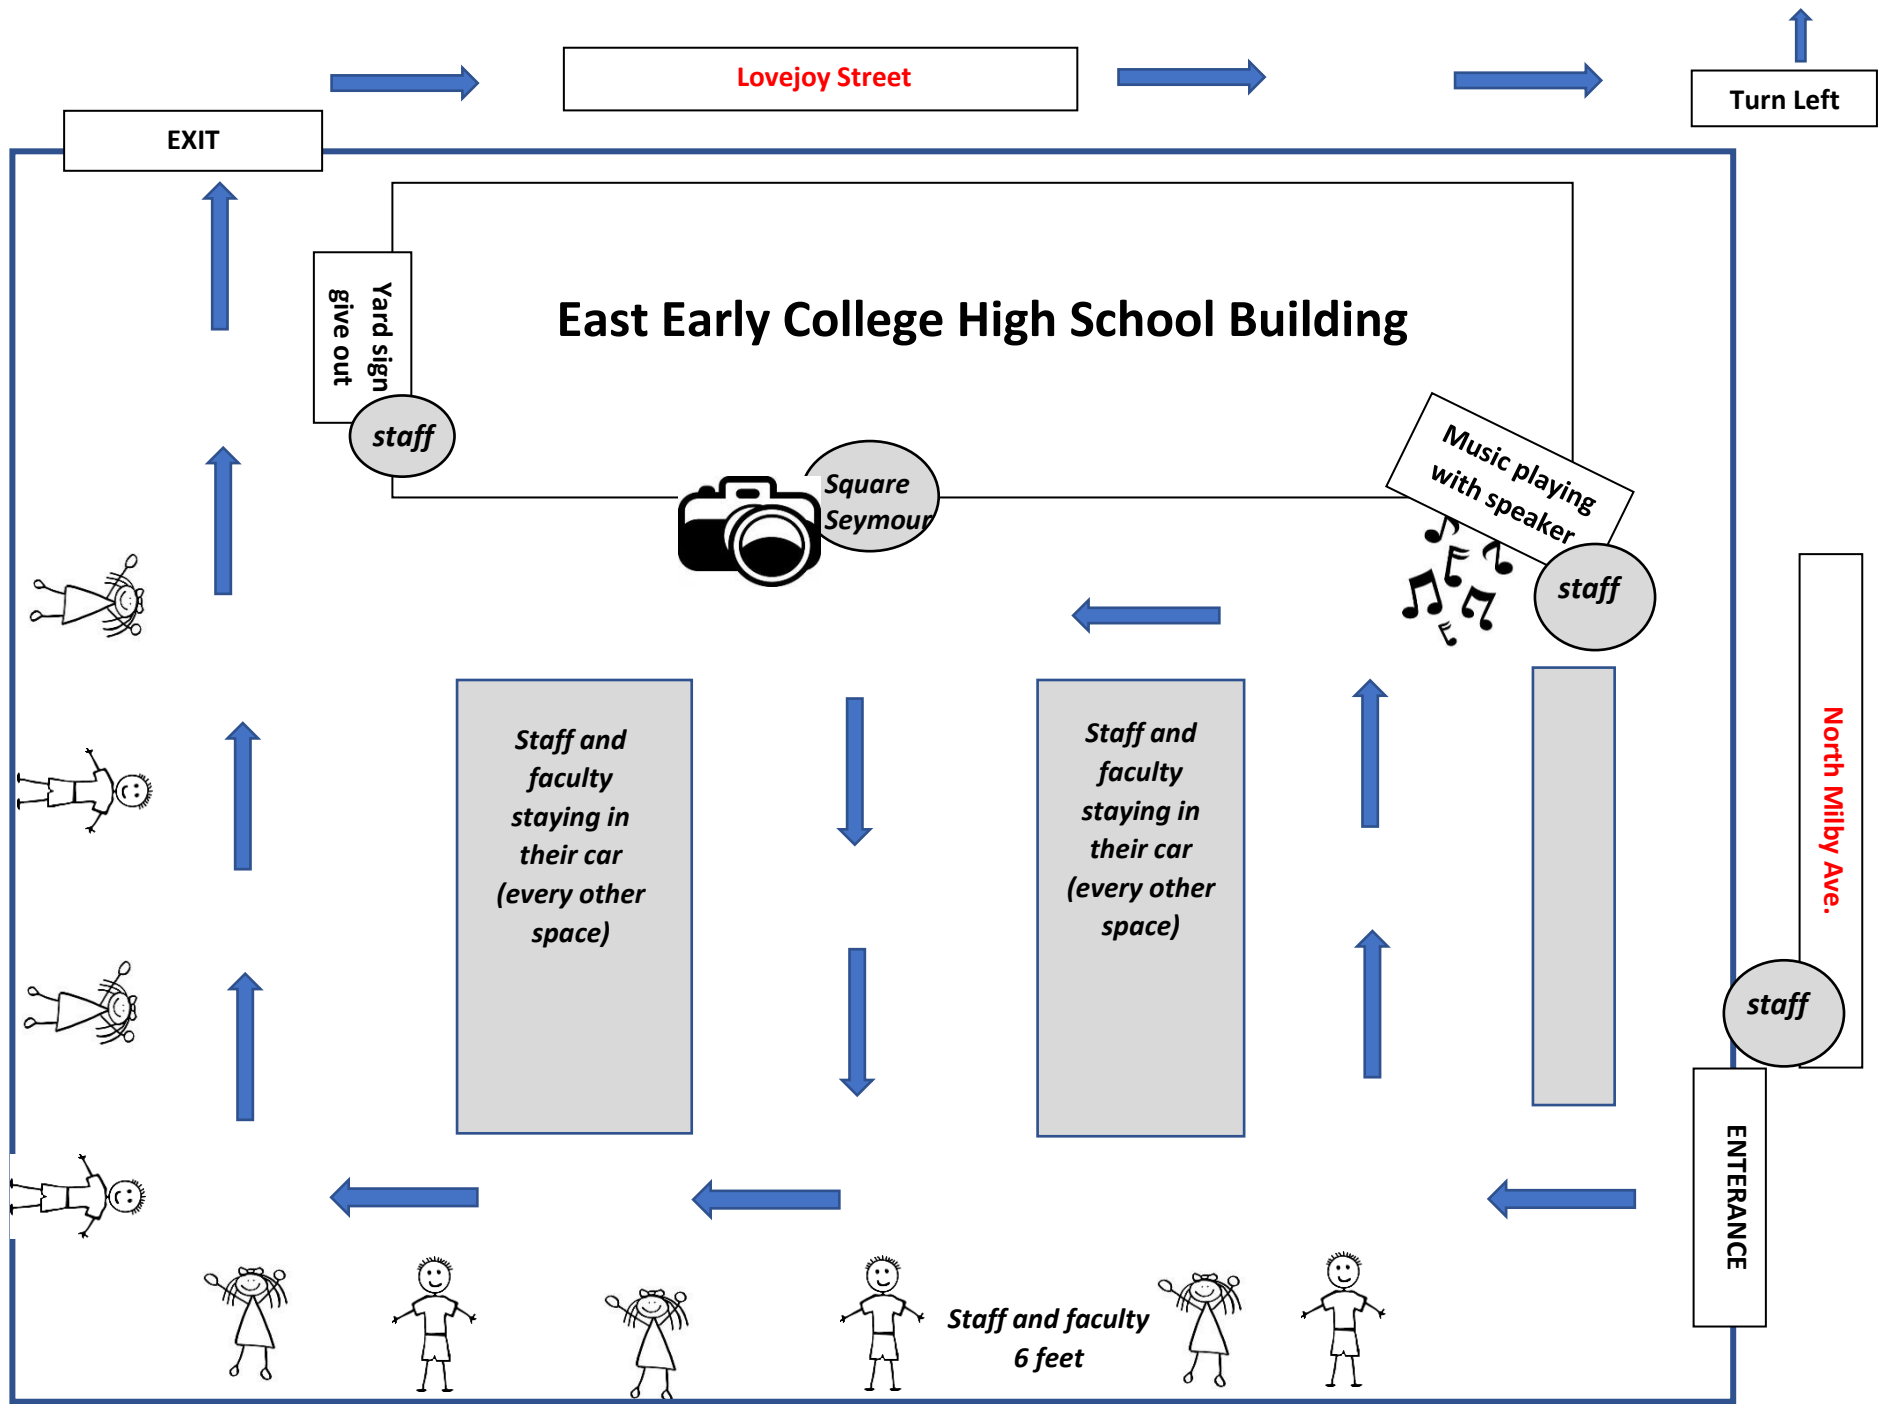 Lovejoy Street
Turn Left
EXIT
Yard sign
give out
East Early College High School Building
staff
Square
Seymour
Music playing
with speaker
staff
North Milby Ave.
Staff and
faculty
staying in
their car
(every other
space)
Staff and
faculty
staying in
their car
(every other
space)
staff
ENTERANCE
Staff and faculty
6 feet